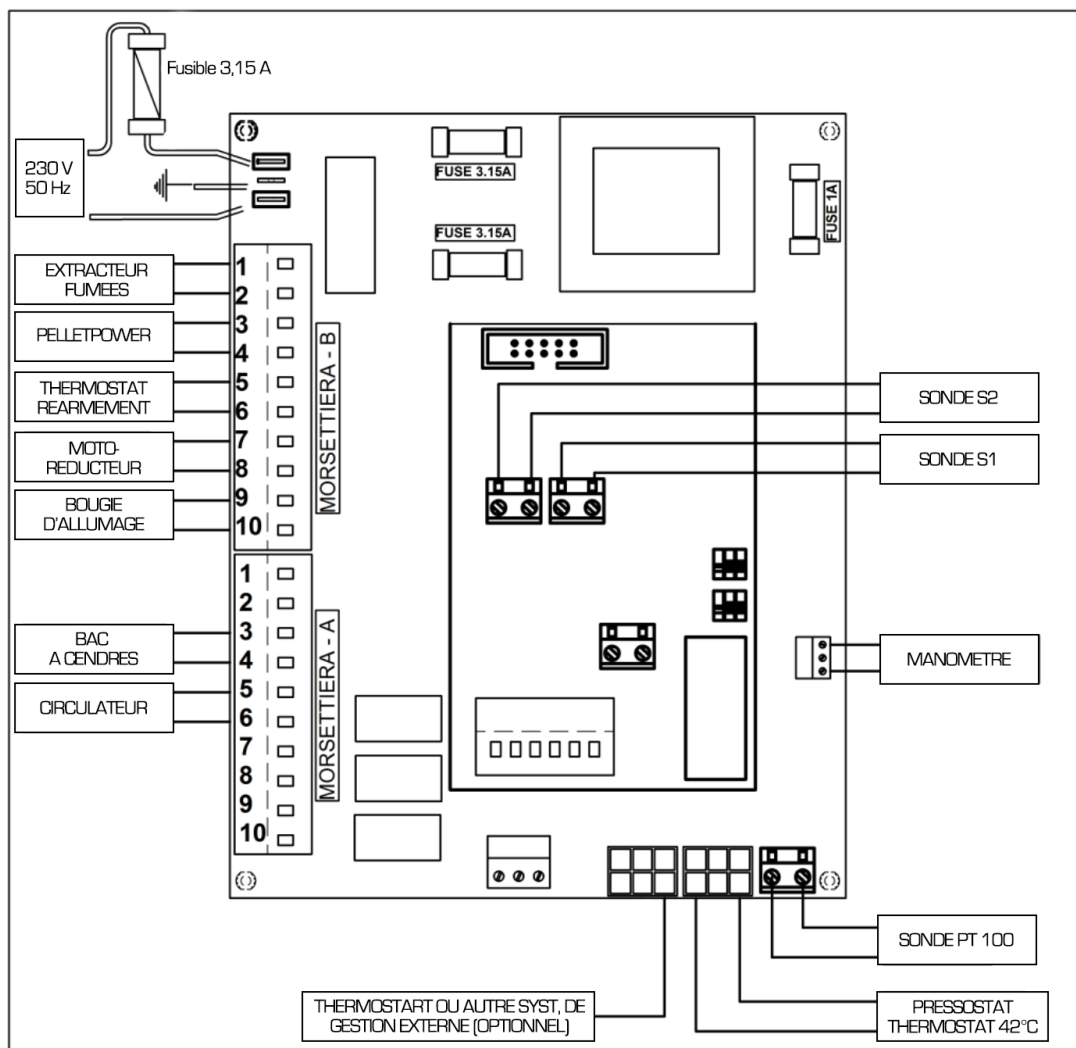 Fusible 3,15 A
230 V
50 Hz
FUSE 3.15A
FUSE 3.15A
FUSE 1A
EXTRACTEUR
FUMEES
PELLETPOWER
THERMOSTAT
REARMEMENT
MOTO-
REDUCTEUR
BOUGIE
D'ALLUMAGE
1
2
3
4
5
6
7
8
9
10
MORSETTIERA - B
SONDE S2
SONDE S1
BAC
A CENDRES
CIRCULATEUR
1
2
3
4
5
6
7
8
9
10
MORSETTIERA - A
MANOMETRE
SONDE PT 100
THERMOSTART OU AUTRE SYST, DE
GESTION EXTERNE (OPTIONNEL)
PRESSOSTAT
THERMOSTAT 42°C